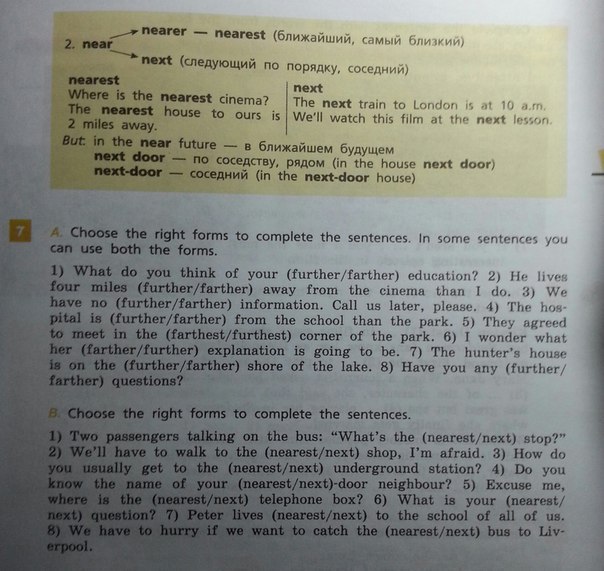 nearer — nearest (ближайший, самый близкий)
2. near
next (следующий по порядку, соседний)
nearest
Where is the nearest cinema?
The nearest house to ours is
2 miles away.
next
The next train to London is at 10 a.m.
We'll watch this film at the next lesson.
But: in the near future — в ближайшем будущем
next door — по соседству, рядом (in the house next door)
next-door — соседний (in the next-door house)
7 A. Choose the right forms to complete the sentences. In some sentences you
can use both the forms.
1) What do you think of your (further/farther) education? 2) He lives
four miles (further/farther) away from the cinema than I do. 3) We
have no (further/farther) information. Call us later, please. 4) The hos-
pital is (further/farther) from the school than the park. 5) They agreed
to meet in the (farthest/furthest) corner of the park. 6) I wonder what
her (farther/further) explanation is going to be. 7) The hunter's house
is on the (further/farther) shore of the lake. 8) Have you any (further/
farther) questions?
B. Choose the right forms to complete the sentences.
1) Two passengers talking on the bus: "What's the (nearest/next) stop?"
2) We'll have to walk to the (nearest/next) shop, I'm afraid. 3) How do
you usually get to the (nearest/next) underground station? 4) Do you
know the name of your (nearest/next)-door neighbour? 5) Excuse me,
where is the (nearest/next) telephone box? 6) What is your (nearest/
next) question? 7) Peter lives (nearest/next) to the school of all of us.
8) We have to hurry if we want to catch the (nearest/next) bus to Liv-
erpool.